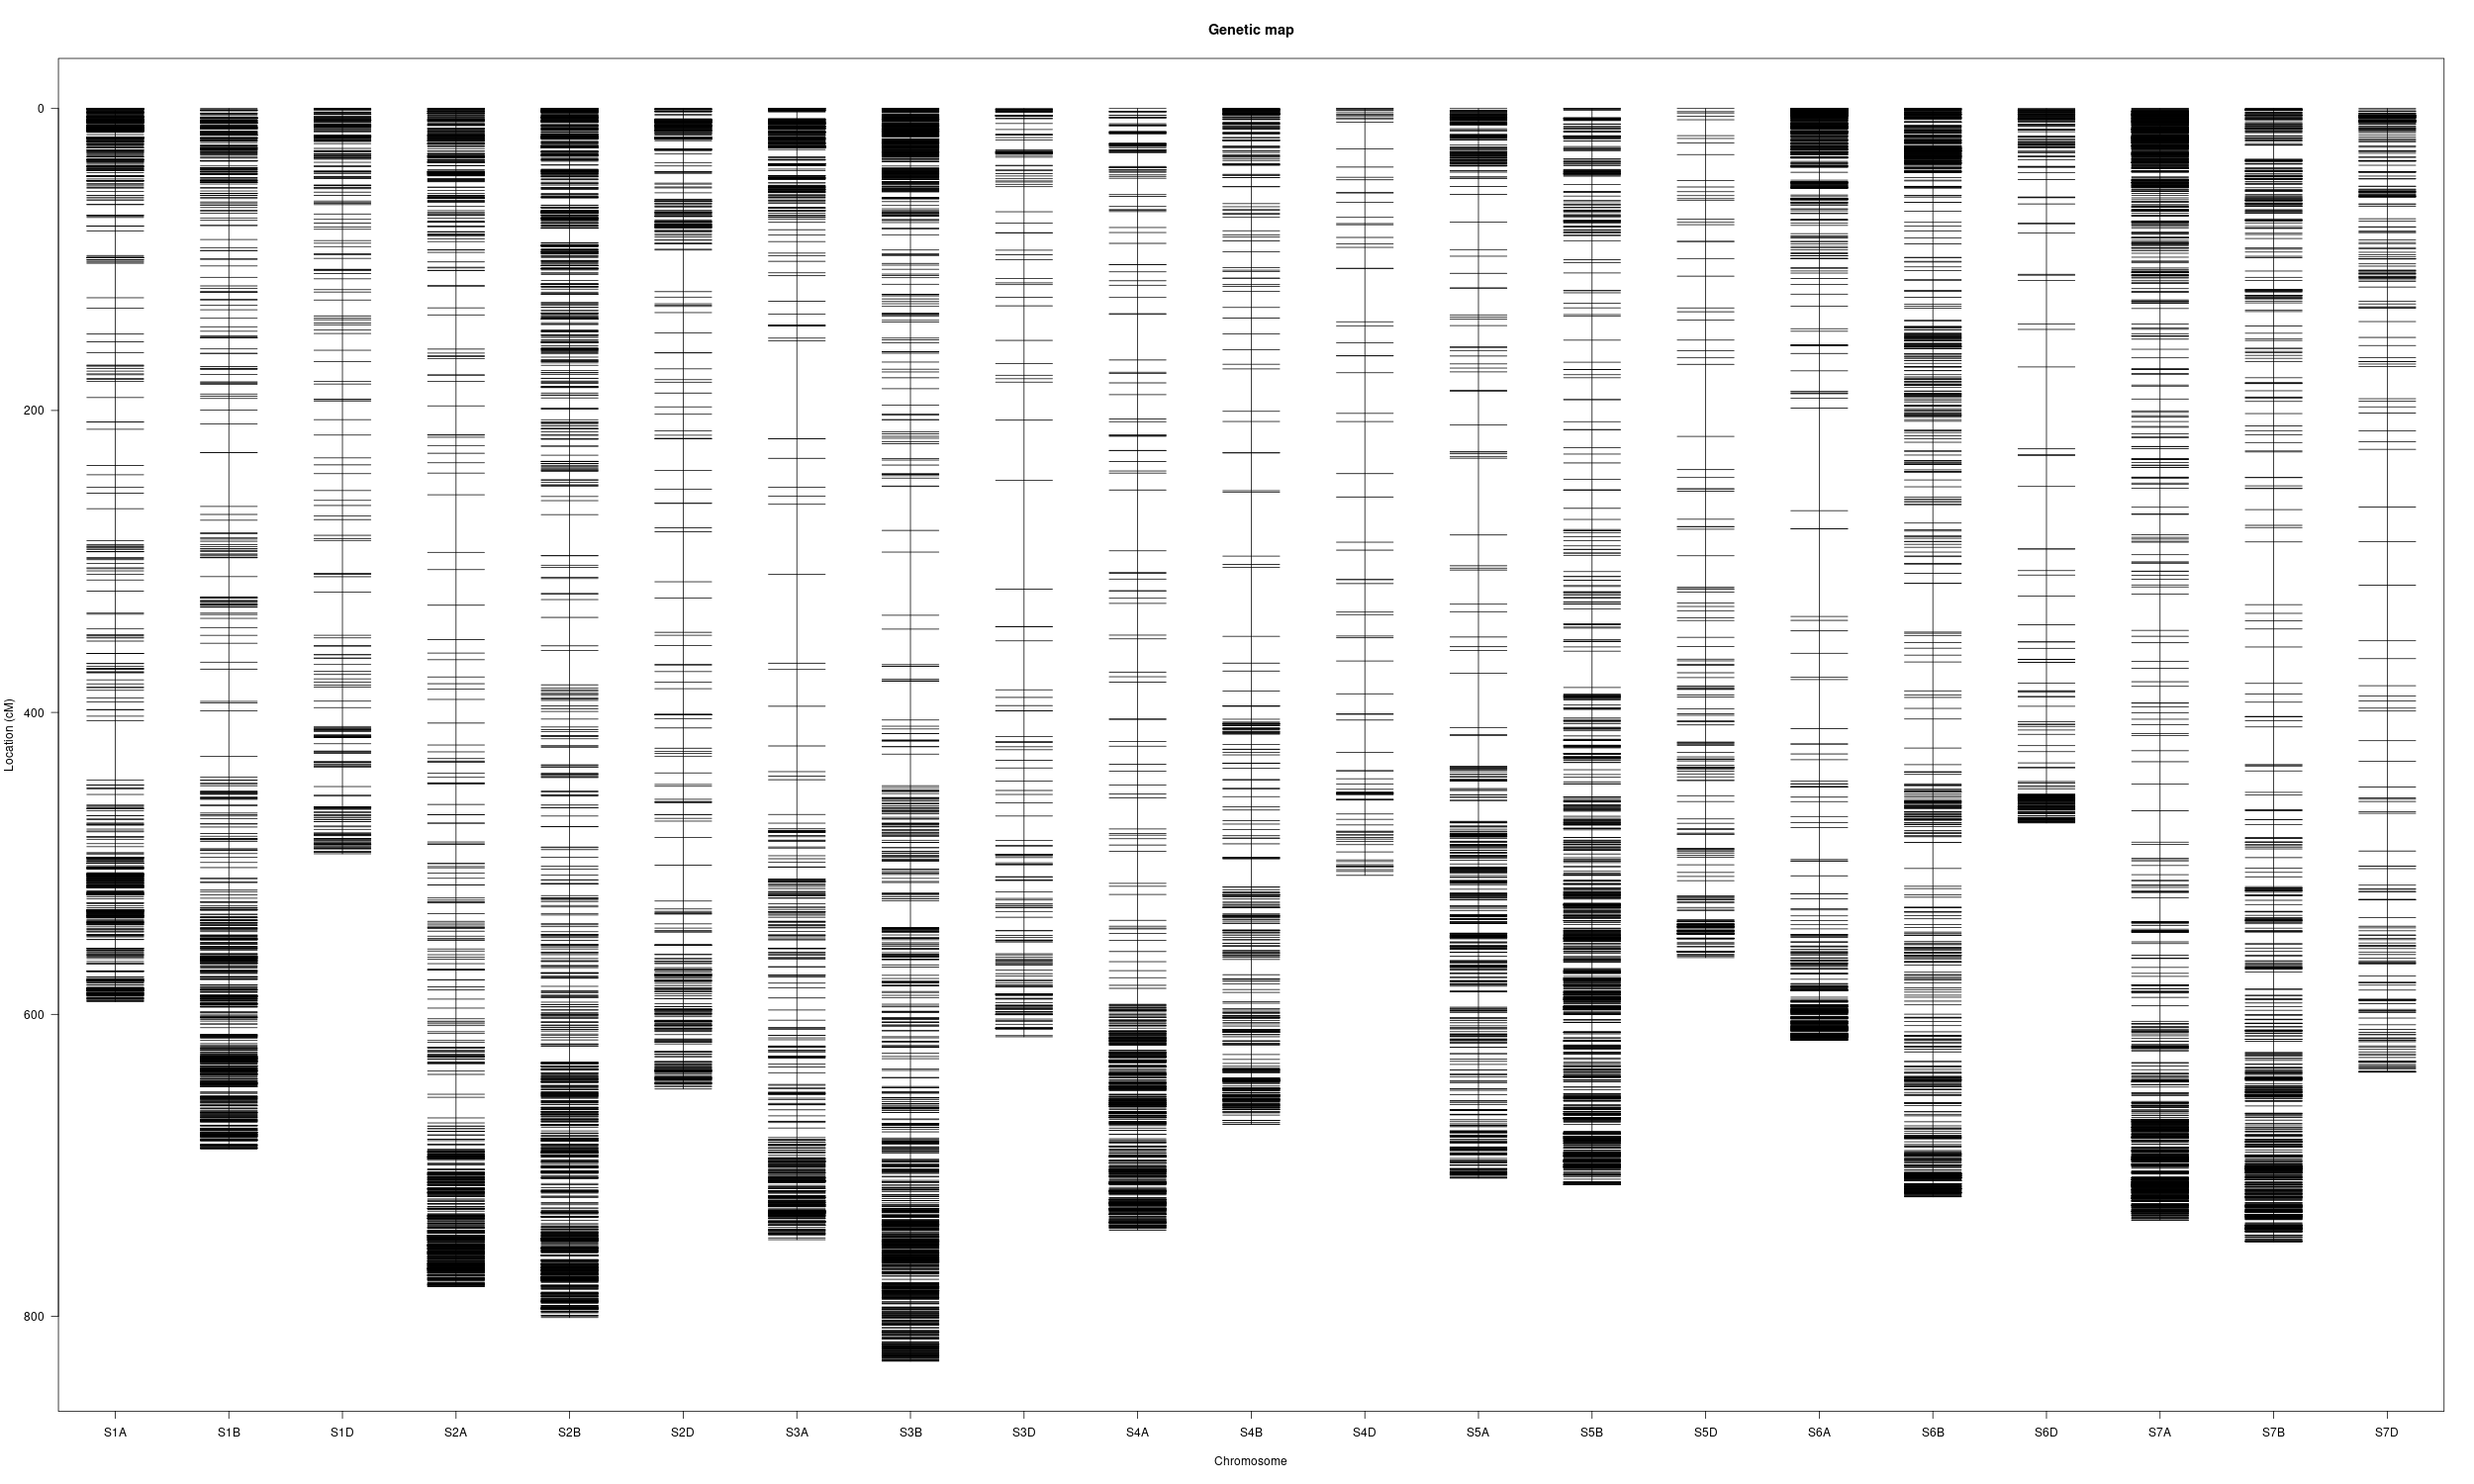 Genetic map
Location (cM)
0
200
400
600
800
S1A S1B S1D S2A S2B S2D S3A S3B S3D S4A S4B S4D S5A S5B S5D S6A S6B S6D S7A S7B S7D
Chromosome